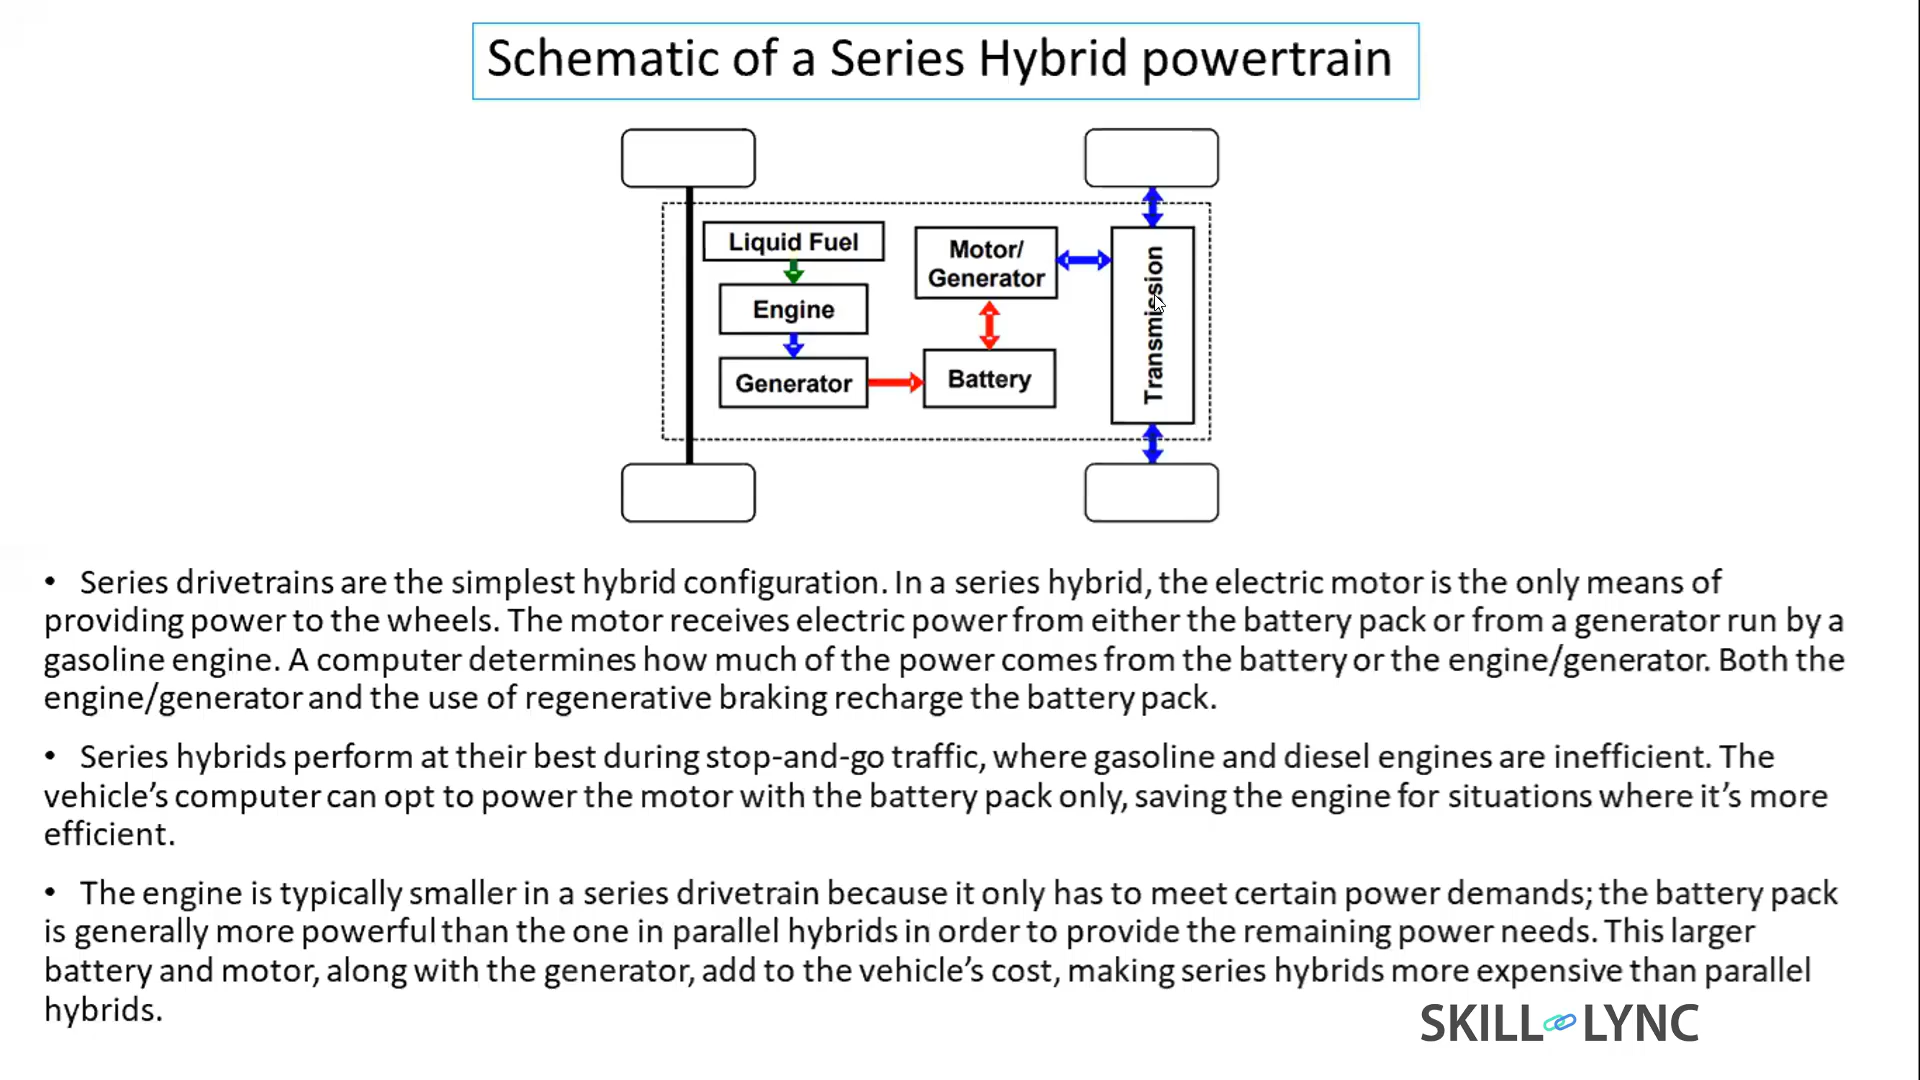 Schematic of a Series Hybrid powertrain
Liquid Fuel
Engine
Generator
Motor/
Generator
Battery
Transmission
• Series drivetrains are the simplest hybrid configuration. In a series hybrid, the electric motor is the only means of
providing power to the wheels. The motor receives electric power from either the battery pack or from a generator run by a
gasoline engine. A computer determines how much of the power comes from the battery or the engine/generator. Both the
engine/generator and the use of regenerative braking recharge the battery pack.
• Series hybrids perform at their best during stop-and-go traffic, where gasoline and diesel engines are inefficient. The
vehicle’s computer can opt to power the motor with the battery pack only, saving the engine for situations where it’s more
efficient.
• The engine is typically smaller in a series drivetrain because it only has to meet certain power demands; the battery pack
is generally more powerful than the one in parallel hybrids in order to provide the remaining power needs. This larger
battery and motor, along with the generator, add to the vehicle’s cost, making series hybrids more expensive than parallel
hybrids.
SKILL LYNC